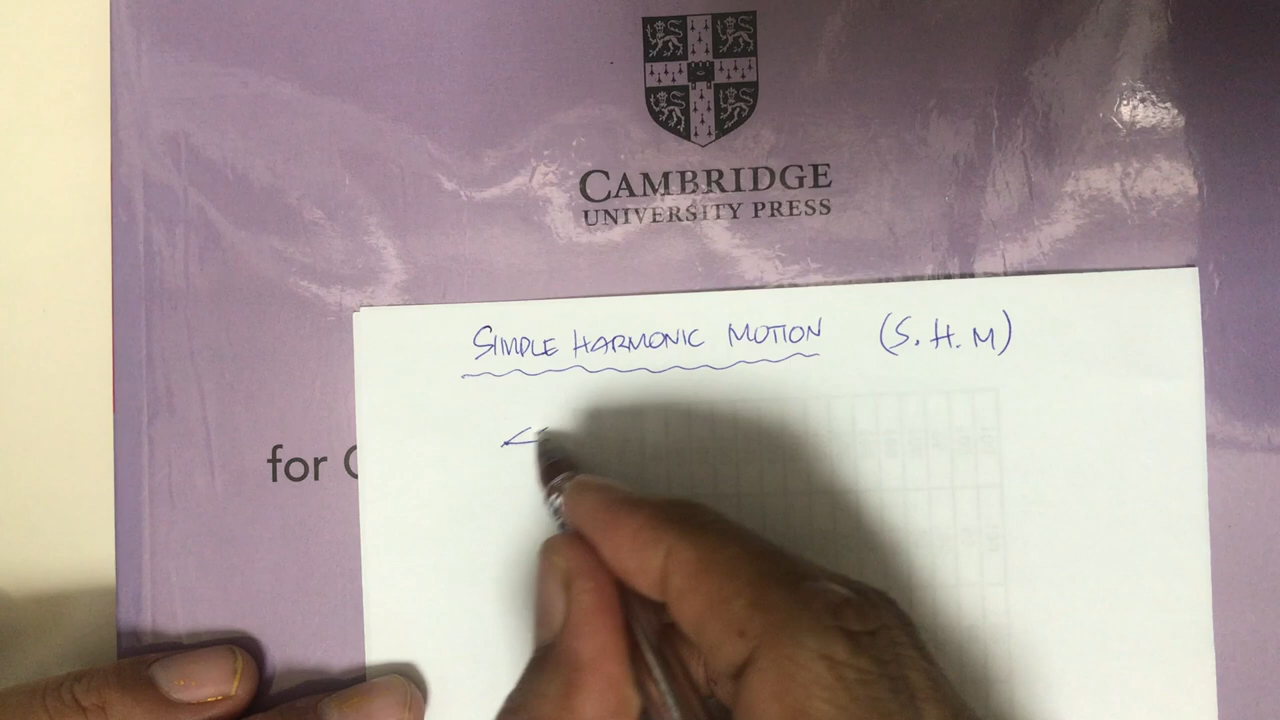 CAMBRIDGE
UNIVERSITY PRESS
SIMPLE HARMONIC MOTION (S.H.M)
for